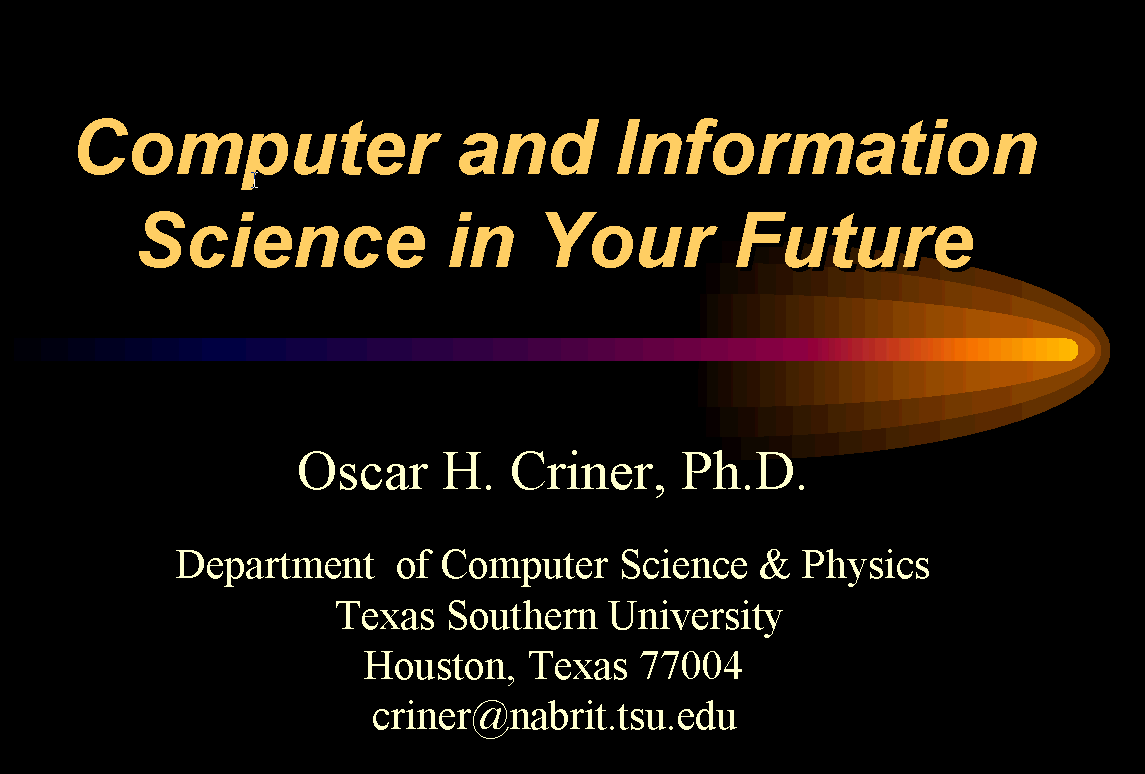 Computer and Information
Science in Your Future
Oscar H. Criner, Ph.D.
Department of Computer Science & Physics
Texas Southern University
Houston, Texas 77004
criner@nabrit.tsu.edu